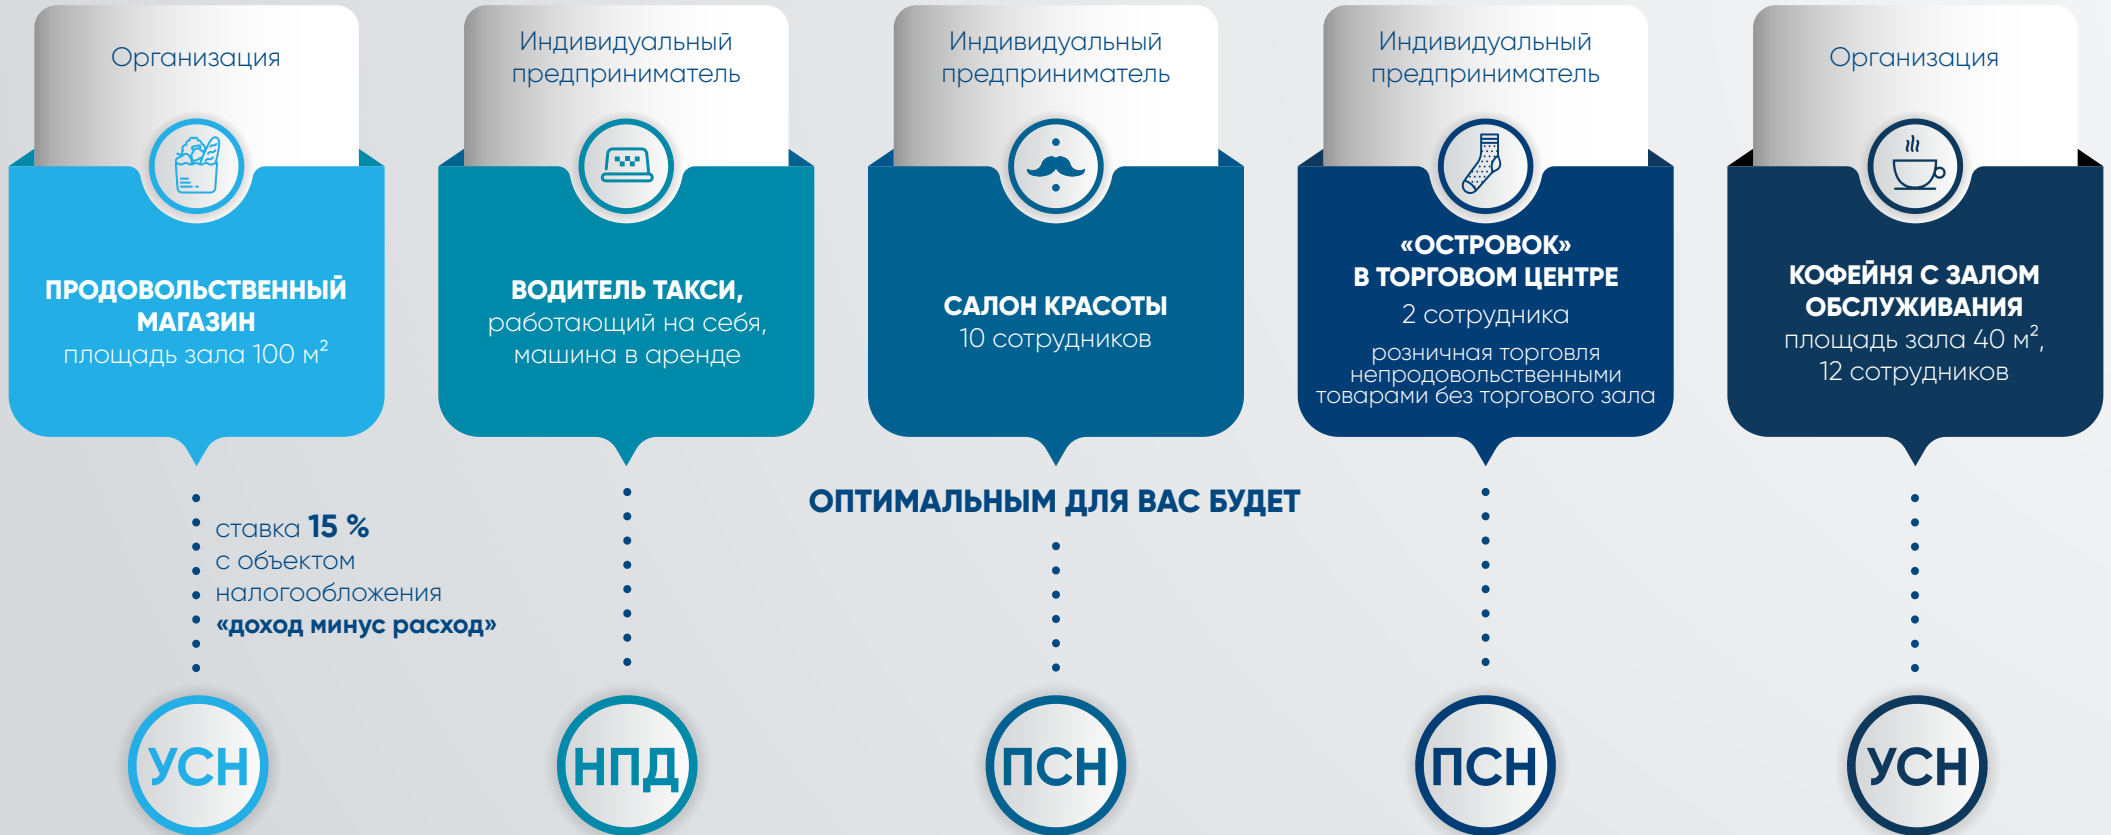 Организация
ПРОДОВОЛЬСТВЕННЫЙ
МАГАЗИН
площадь зала 100 м²
ставка 15 %
с объектом
налогообложения
«доход минус расход»
УСН
Индивидуальный
предприниматель
ВОДИТЕЛЬ ТАКСИ,
работающий на себя,
машина в аренде
НПД
Индивидуальный
предприниматель
САЛОН КРАСОТЫ
10 сотрудников
ОПТИМАЛЬНЫМ ДЛЯ ВАС БУДЕТ
ПСН
Индивидуальный
предприниматель
«ОСТРОВОК»
В ТОРГОВОМ ЦЕНТРЕ
2 сотрудника
розничная торговля
непродовольственными
товарами без торгового зала
ПСН
Организация
КОФЕЙНЯ С ЗАЛОМ
ОБСЛУЖИВАНИЯ
площадь зала 40 м²,
12 сотрудников
УСН